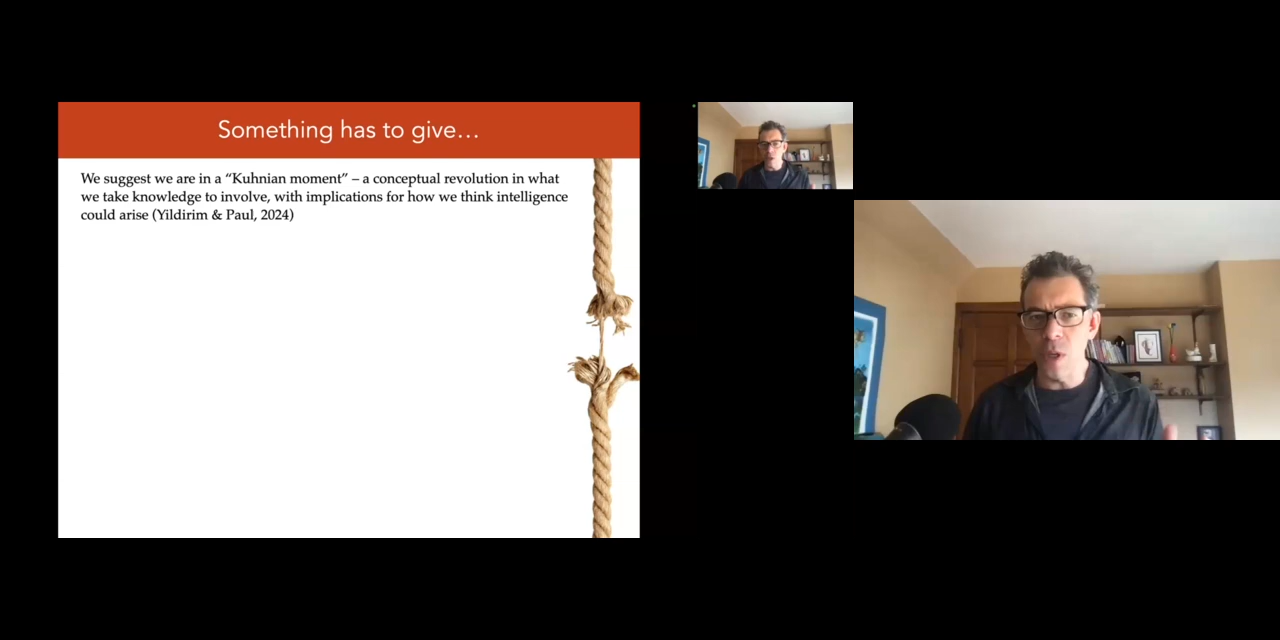 Something has to give…
We suggest we are in a “Kuhnian moment” – a conceptual revolution in what
we take knowledge to involve, with implications for how we think intelligence
could arise (Yildirim & Paul, 2024)